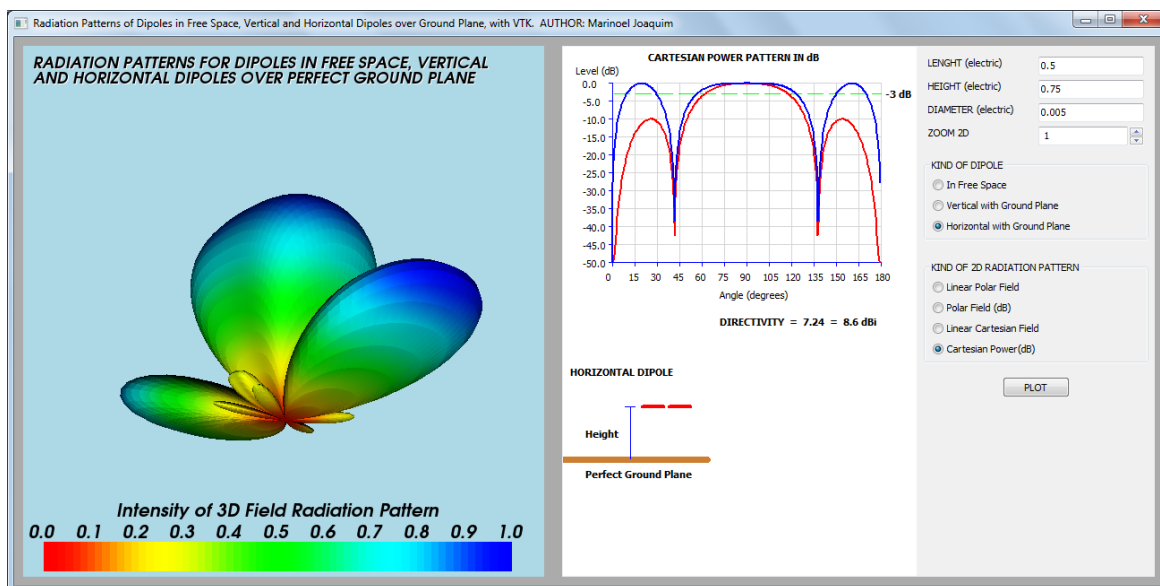 Radiation Patterns of Dipoles in Free Space, Vertical and Horizontal Dipoles over Ground Plane, with VTK. AUTHOR: Marinoel Joaquim
RADIATION PATTERNS FOR DIPOLES IN FREE SPACE, VERTICAL
AND HORIZONTAL DIPOLES OVER PERFECT GROUND PLANE
Intensity of 3D Field Radiation Pattern
0.0 0.1 0.2 0.3 0.4 0.5 0.6 0.7 0.8 0.9 1.0
CARTESIAN POWER PATTERN IN dB
Level (dB)
0.0
-3 dB
-5.0
-10.0
-15.0
-20.0
-25.0
-30.0
-35.0
-40.0
-45.0
-50.0
0 15 30 45 60 75 90 105 120 135 150 165 180
Angle (degrees)
DIRECTIVITY = 7.24 = 8.6 dBi
HORIZONTAL DIPOLE
Height
Perfect Ground Plane
LENGHT (electric) 0.5
HEIGHT (electric) 0.75
DIAMETER (electric) 0.005
ZOOM 2D 1
KIND OF DIPOLE
In Free Space
Vertical with Ground Plane
Horizontal with Ground Plane
KIND OF 2D RADIATION PATTERN
Linear Polar Field
Polar Field (dB)
Linear Cartesian Field
Cartesian Power(dB)
PLOT